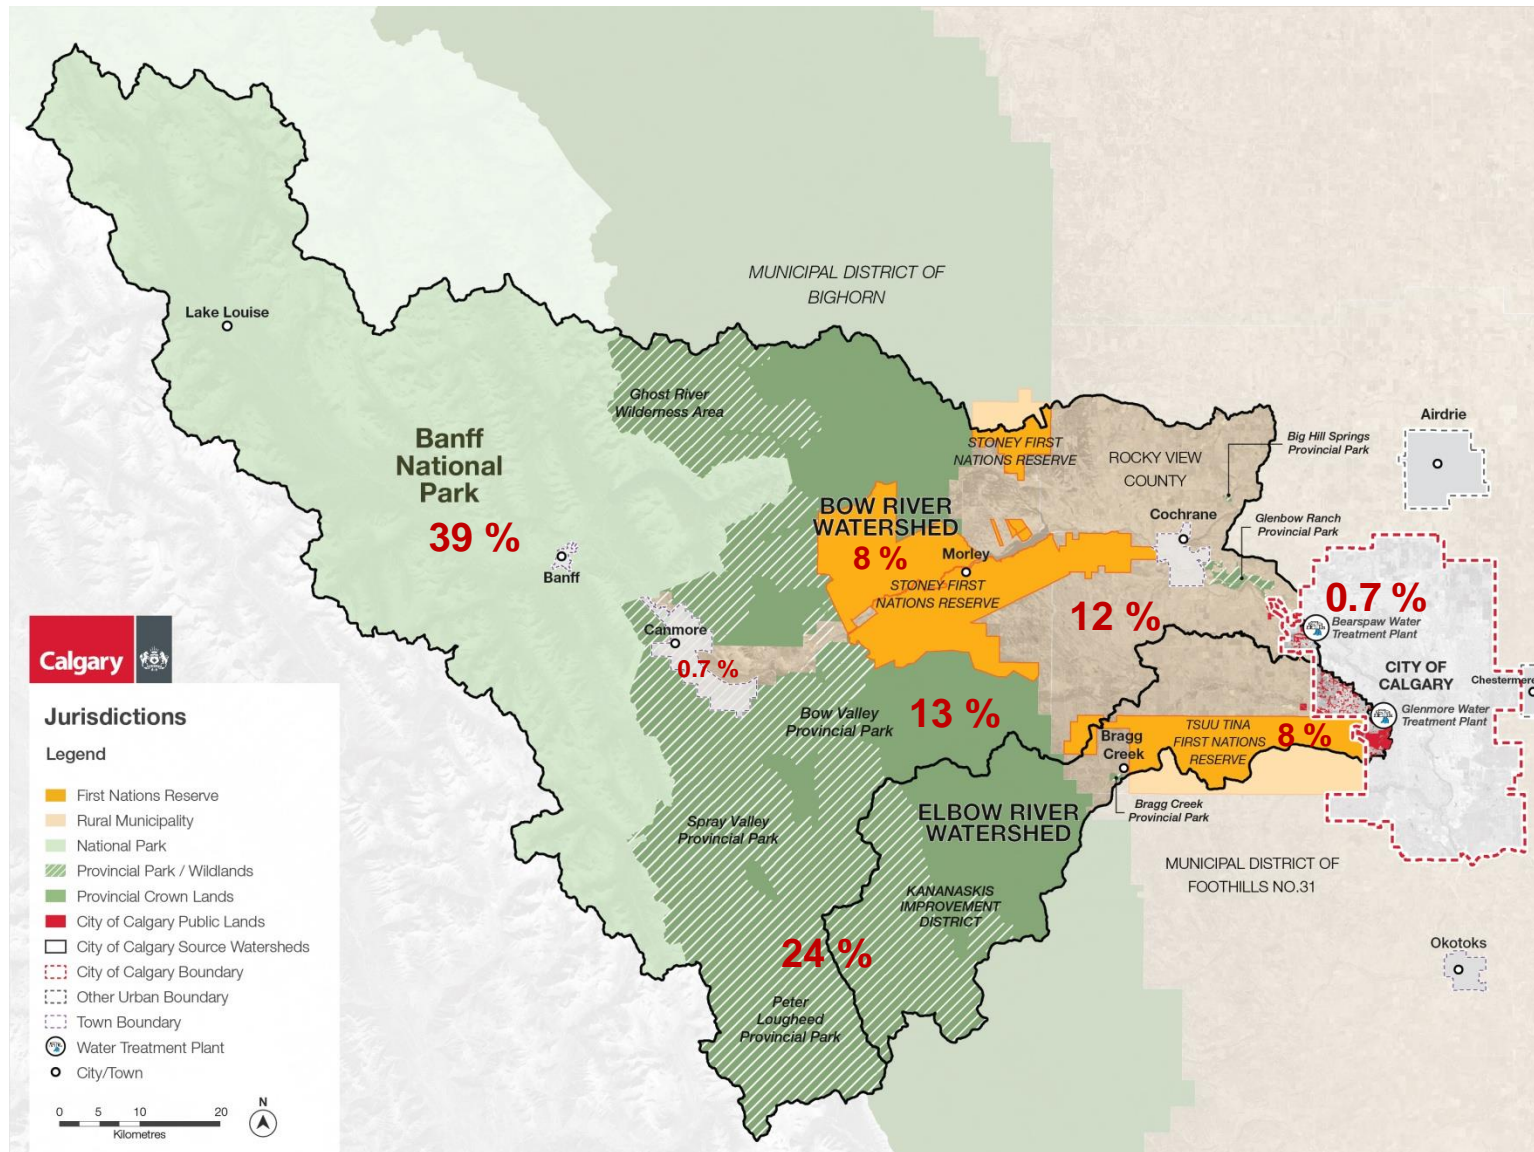 MUNICIPAL DISTRICT OF
BIGHORN
Lake Louise
Ghost River
Wilderness Area
Banff
National
Park
39 %
Banff
STONEY FIRST
NATIONS RESERVE
ROCKY VIEW
COUNTY
Big Hill Springs
Provincial Park
Airdrie
BOW RIVER
WATERSHED
8 %
Morley
STONEY FIRST
NATIONS RESERVE
Cochrane
Glenbow Ranch
Provincial Park
12 %
0.7 %
Bearspaw Water
Treatment Plant
Canmore
0.7 %
CITY OF
CALGARY
Chestermere
Glenmore Water
Treatment Plant
Bow Valley
Provincial Park
13 %
Bragg
Creek
TSUU TINA
FIRST NATIONS
RESERVE
8 %
Bragg Creek
Provincial Park
Spray Valley
Provincial Park
ELBOW RIVER
WATERSHED
KANANASKIS
IMPROVEMENT
DISTRICT
MUNICIPAL DISTRICT OF
FOOTHILLS NO.31
24 %
Peter
Lougheed
Provincial Park
Okotoks
Calgary
Jurisdictions
Legend
First Nations Reserve
Rural Municipality
National Park
Provincial Park / Wildlands
Provincial Crown Lands
City of Calgary Public Lands
City of Calgary Source Watersheds
City of Calgary Boundary
Other Urban Boundary
Town Boundary
Water Treatment Plant
City/Town
0 5 10 20
Kilometres
N